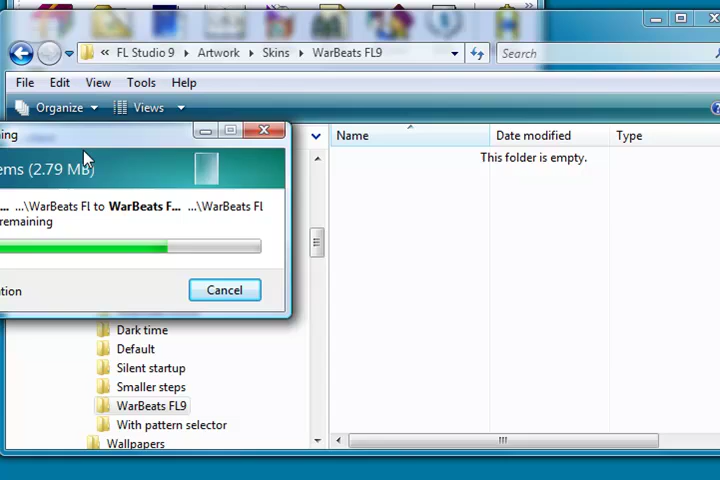 « FL Studio 9 ▸ Artwork ▸ Skins ▸ WarBeats FL9
Search
File Edit View Tools Help
Organize Views
Name Date modified Type
This folder is empty.
ing
ems (2.79 MB)
... ...\WarBeats Fl to WarBeats F... ...\WarBeats Fl
remaining
Cancel
tion
Dark time
Default
Silent startup
Smaller steps
WarBeats FL9
With pattern selector
Wallpapers